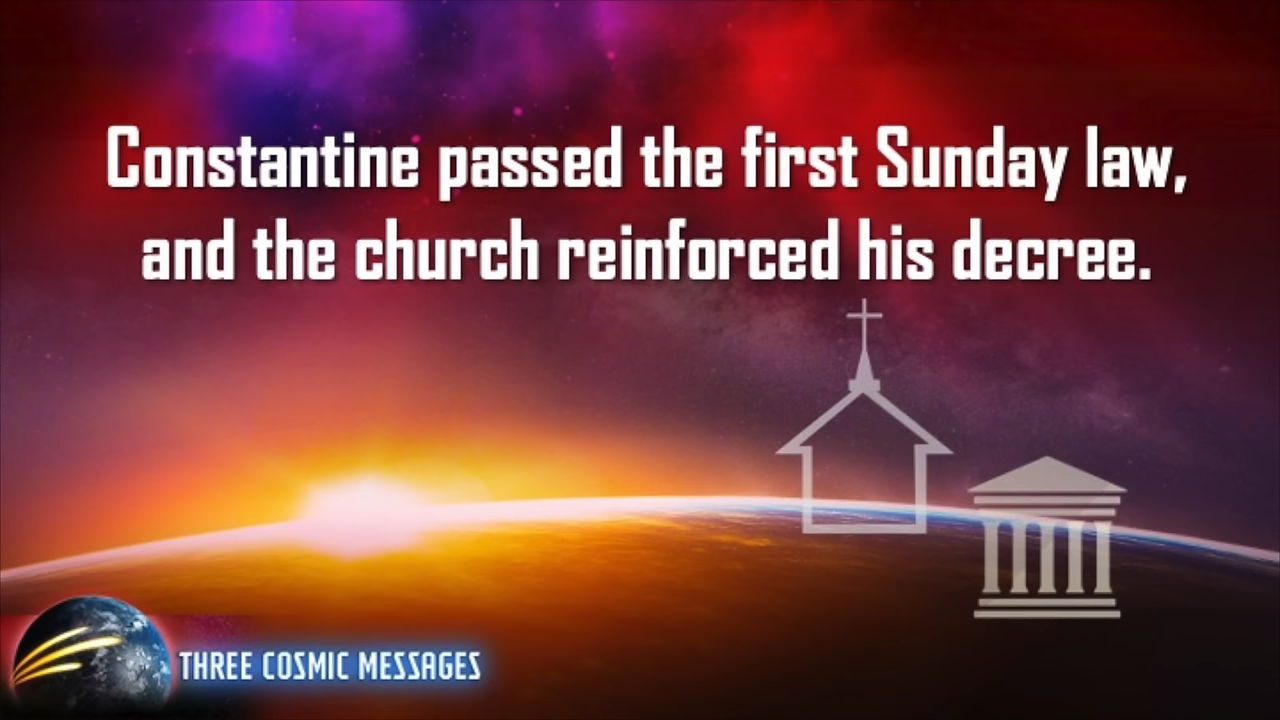 Constantine passed the first Sunday law,
and the church reinforced his decree.
THREE COSMIC MESSAGES